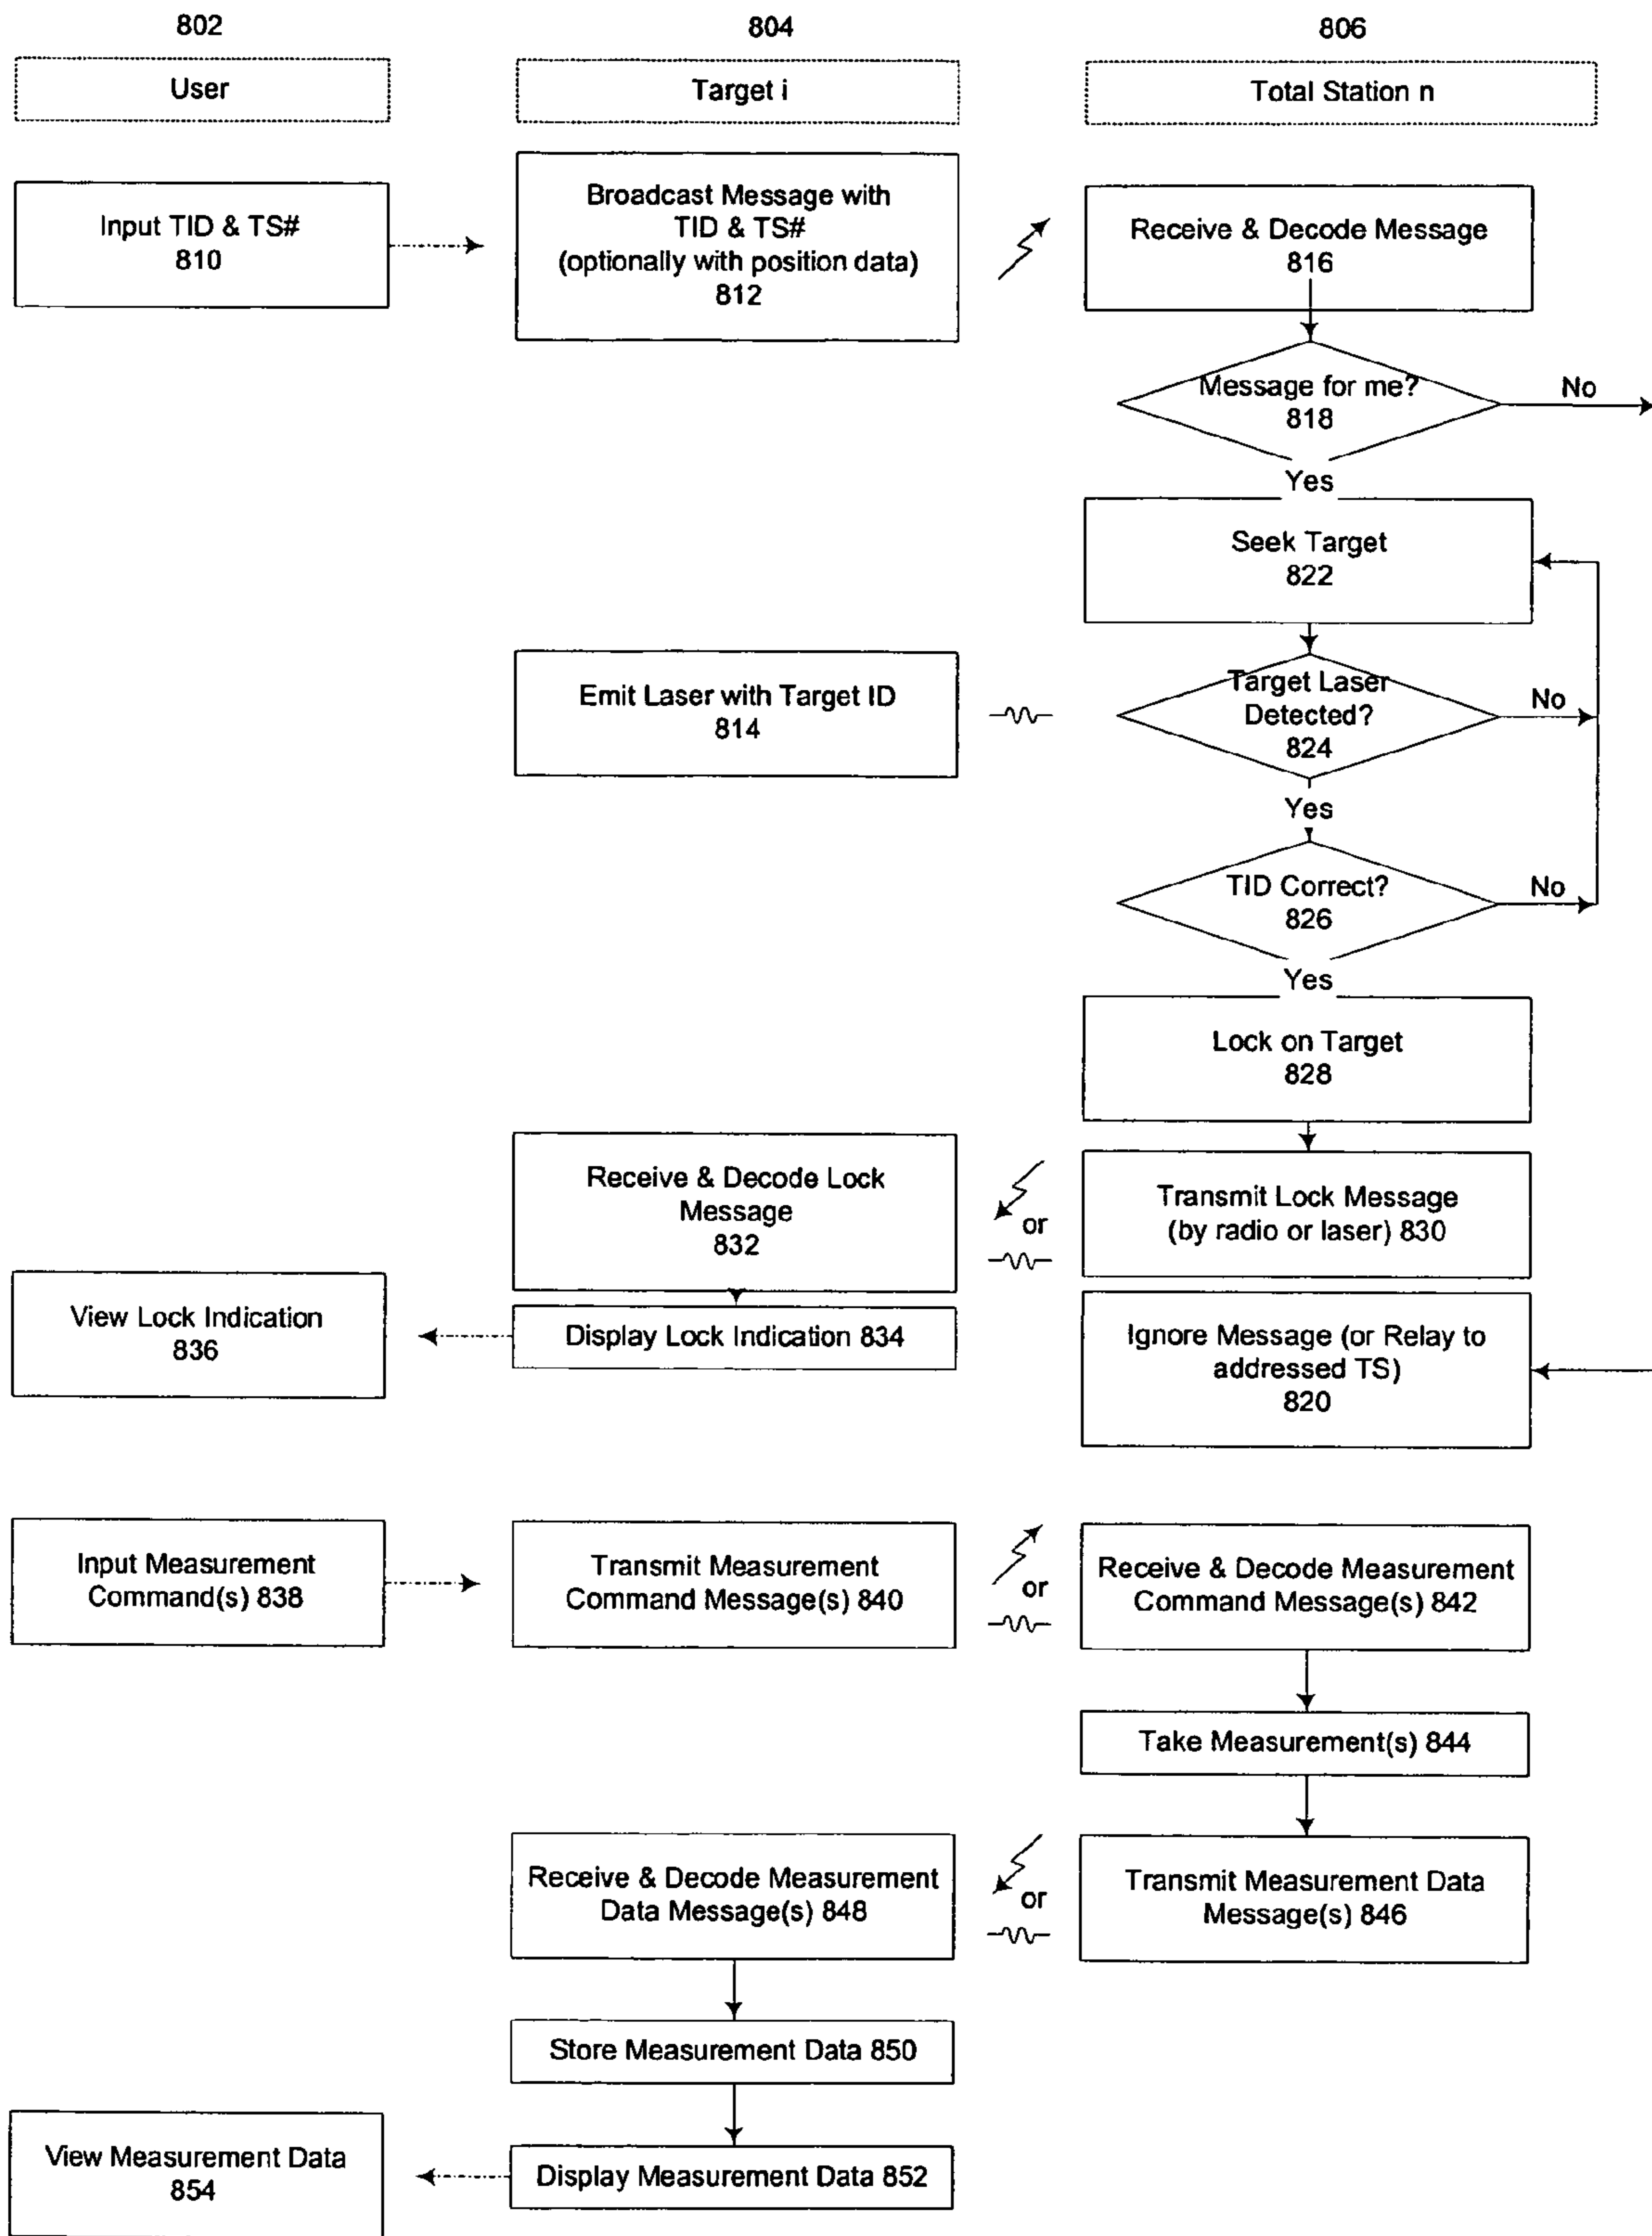 802
804
806
User
Target i
Total Station n
Input TID & TS#
810
Broadcast Message with
TID & TS#
(optionally with position data)
812
Receive & Decode Message
816
Message for me?
818
No
Yes
Seek Target
822
Emit Laser with Target ID
814
Target Laser
Detected?
824
No
Yes
TID Correct?
826
No
Yes
Lock on Target
828
Receive & Decode Lock
Message
832
or
Transmit Lock Message
(by radio or laser) 830
View Lock Indication
836
Display Lock Indication 834
Ignore Message (or Relay to
addressed TS)
820
Input Measurement
Command(s) 838
Transmit Measurement
Command Message(s) 840
or
Receive & Decode Measurement
Command Message(s) 842
Take Measurement(s) 844
Receive & Decode Measurement
Data Message(s) 848
or
Transmit Measurement Data
Message(s) 846
Store Measurement Data 850
View Measurement Data
854
Display Measurement Data 852